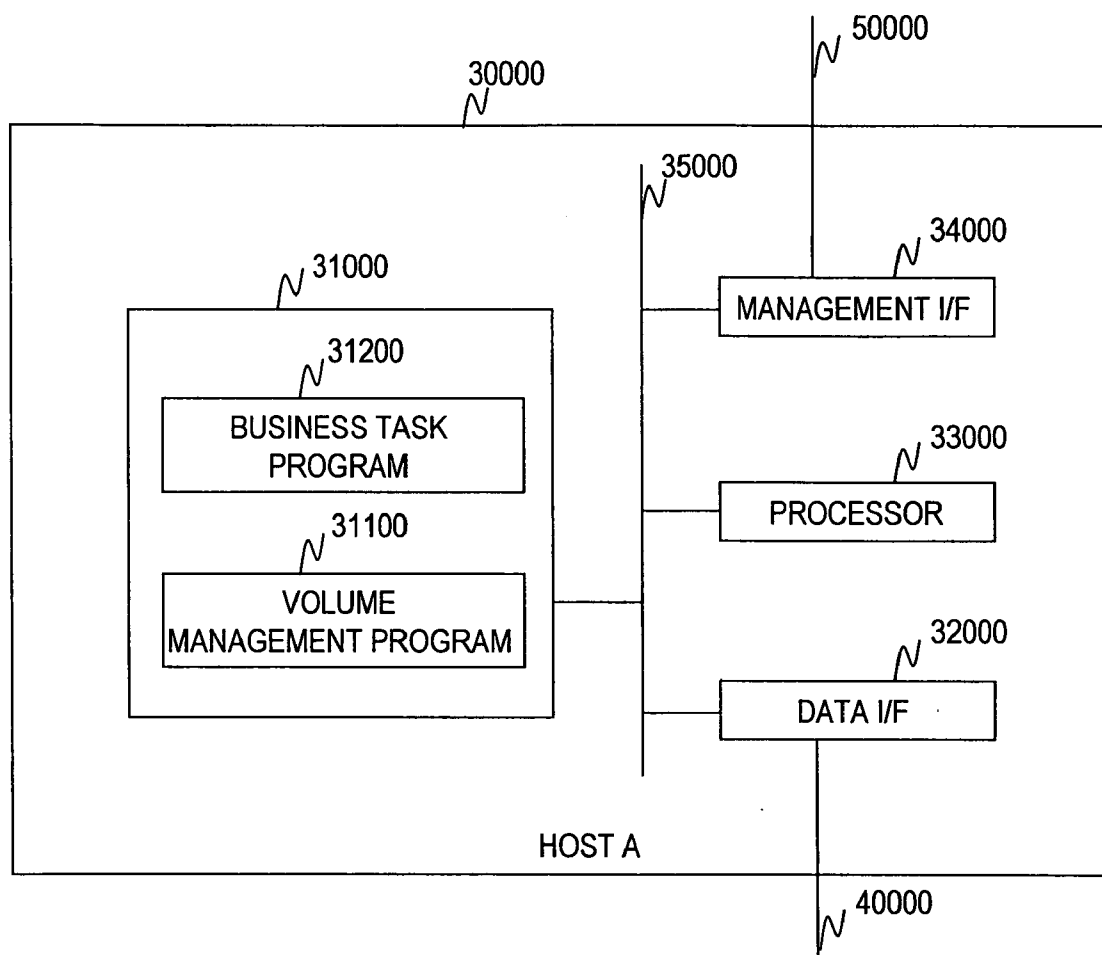 50000
30000
35000
34000
MANAGEMENT I/F
31000
31200
BUSINESS TASK
PROGRAM
33000
PROCESSOR
31100
VOLUME
MANAGEMENT PROGRAM
32000
DATA I/F
HOST A
40000